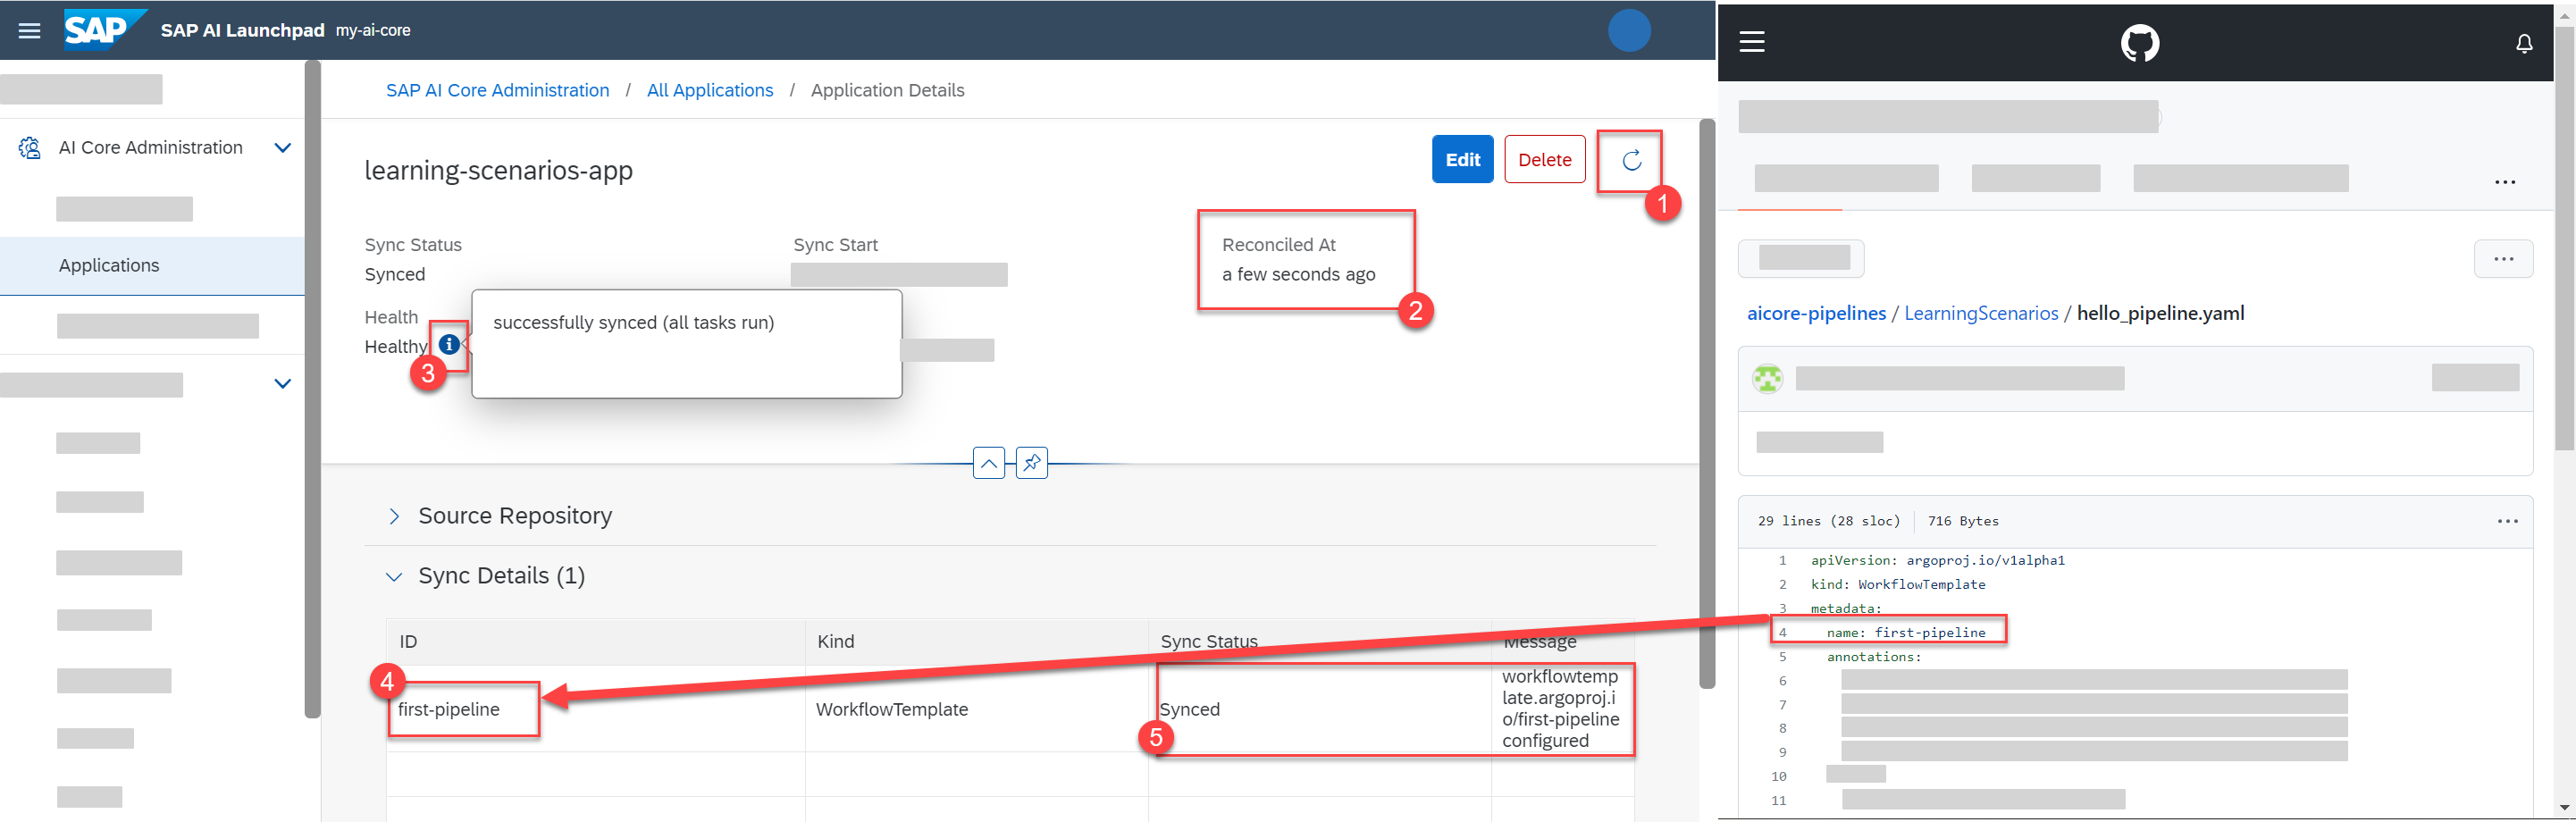 SAP SAP AI Launchpad my-ai-core
AI Core Administration
Applications
SAP AI Core Administration / All Applications / Application Details
learning-scenarios-app
Edit Delete
1
Sync Status
Synced
Sync Start
Reconciled At
a few seconds ago
2
Health
Healthy
3
successfully synced (all tasks run)
Source Repository
Sync Details (1)
ID Kind Sync Status Message
4
first-pipeline WorkflowTemplate Synced
5
workflowtemp
late.argoproj.i
o/first-pipeline
configured
aicore-pipelines / LearningScenarios / hello_pipeline.yaml
29 lines (28 sloc) 716 Bytes
1 apiVersion: argoproj.io/v1alpha1
2 kind: WorkflowTemplate
3 metadata:
4 name: first-pipeline
5 annotations:
6
7
8
9
10
11